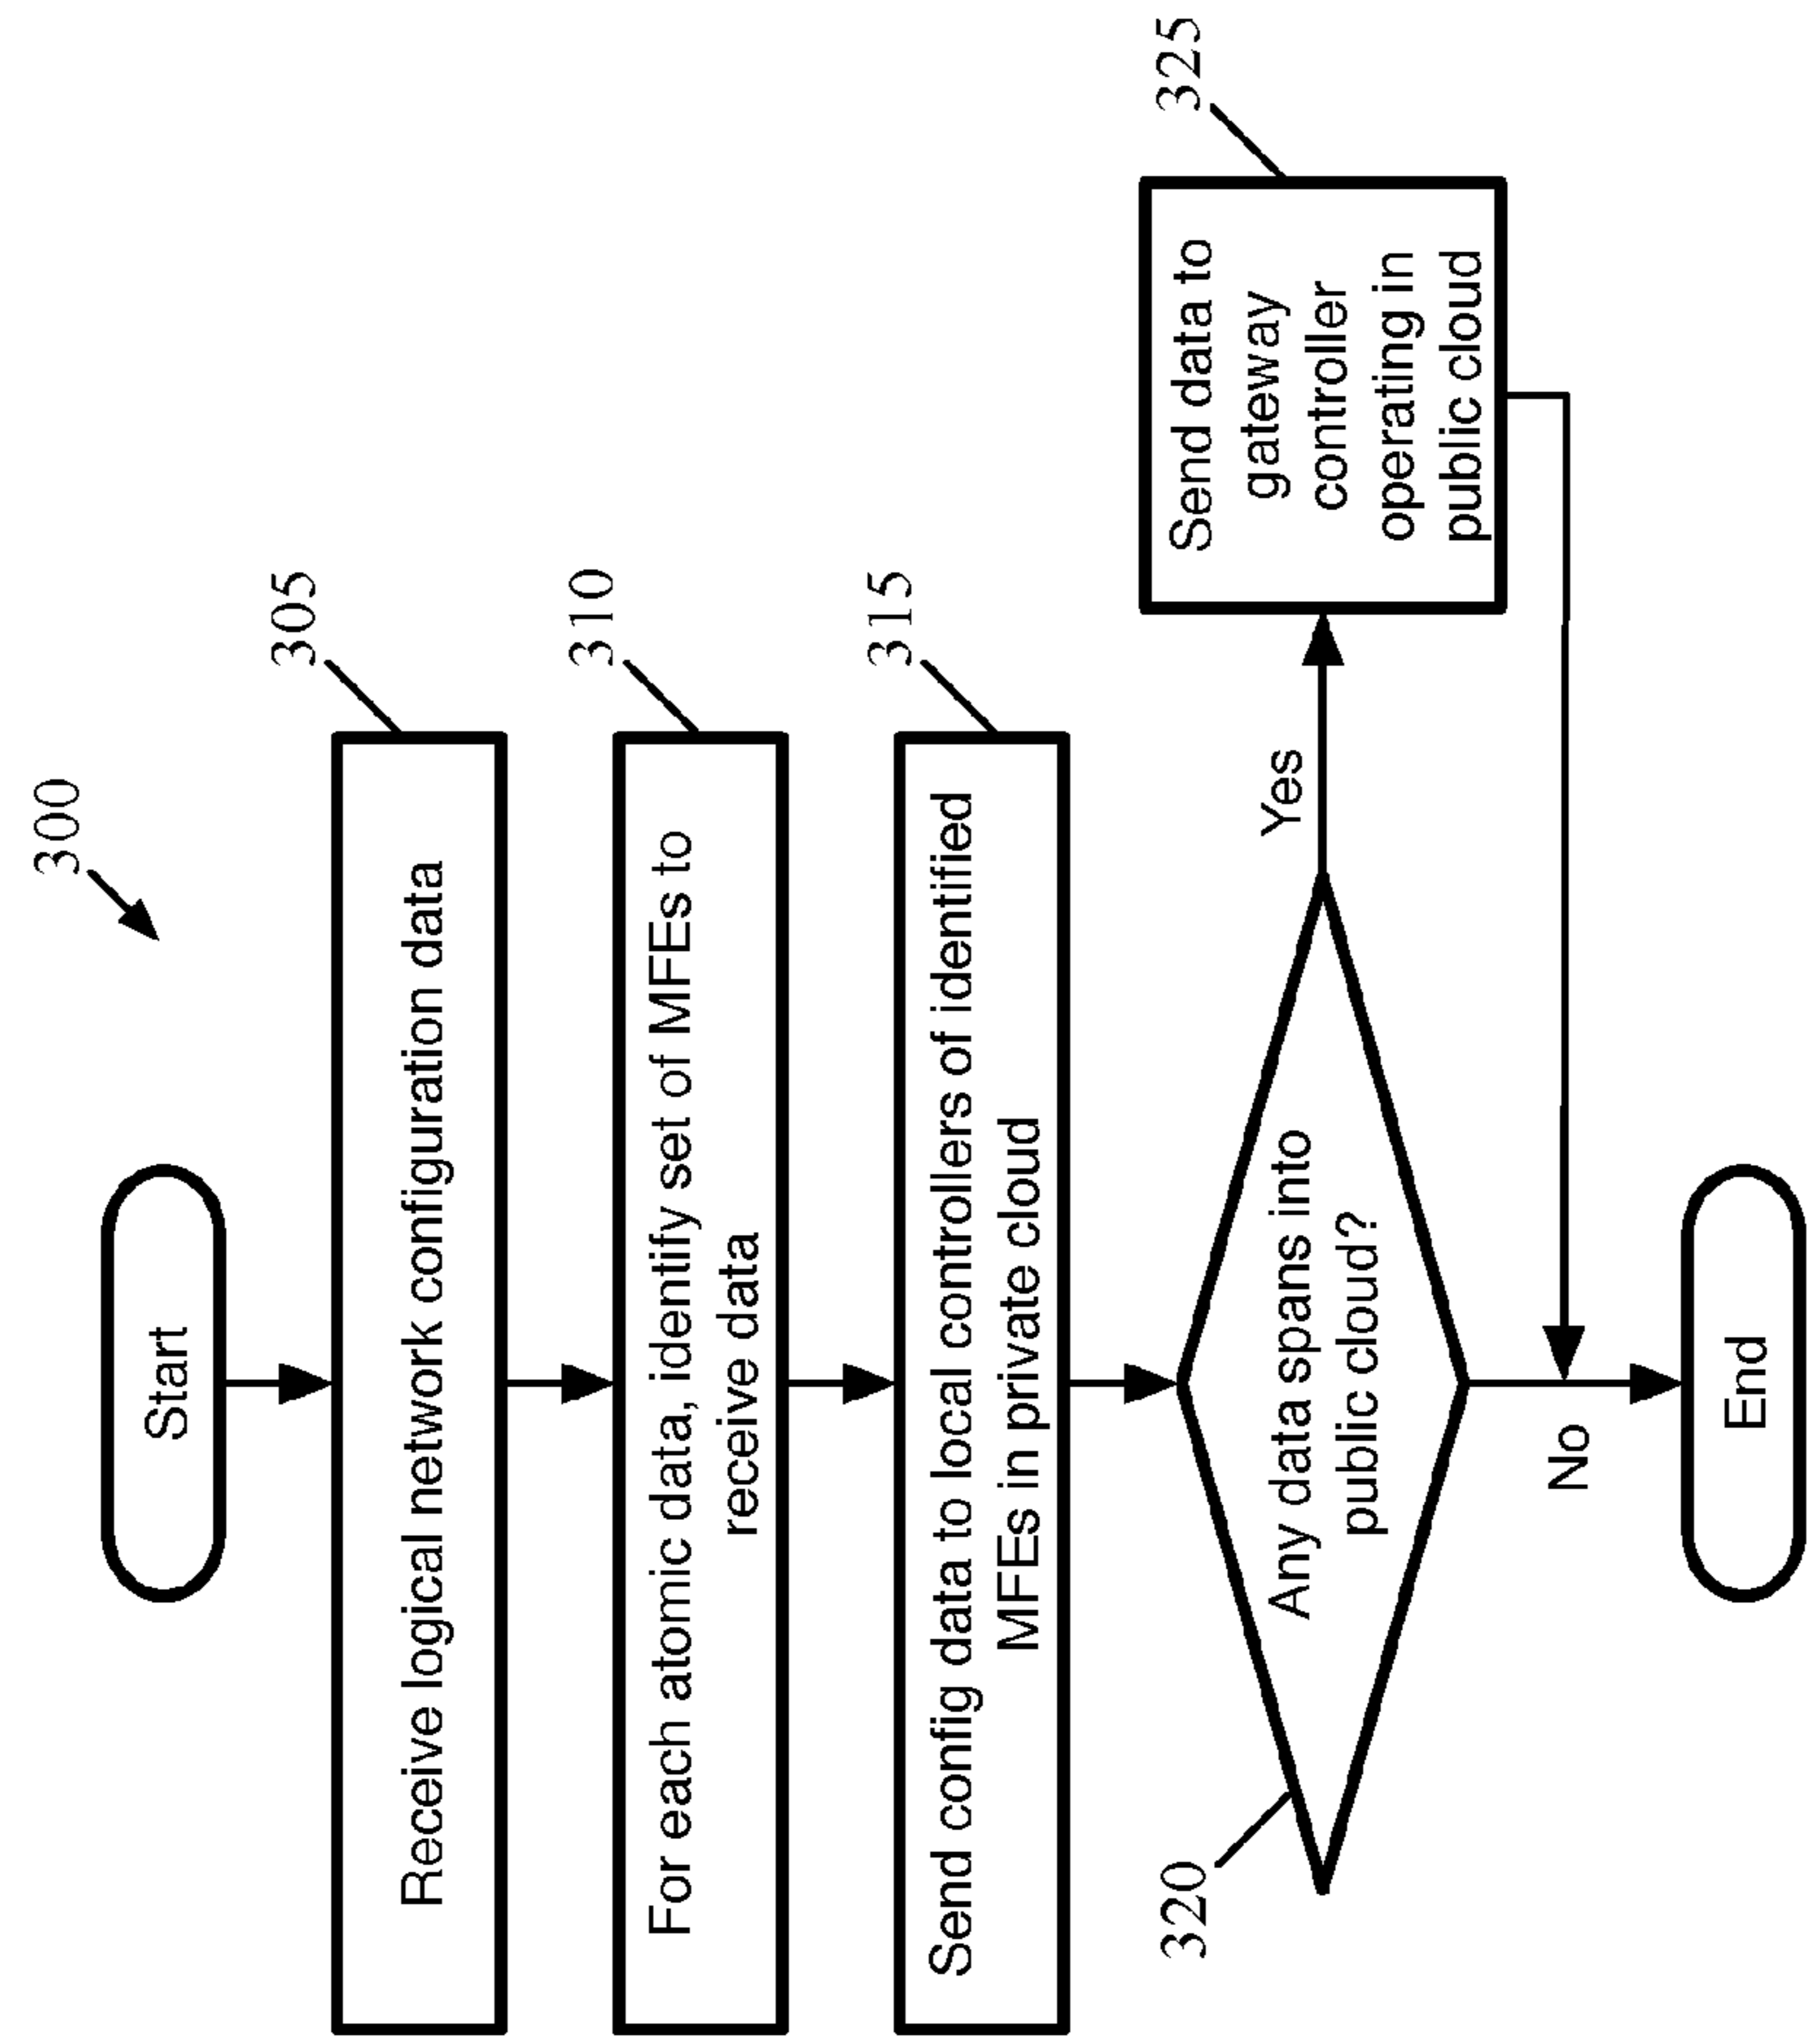 300
Start
305
Receive logical network configuration data
310
For each atomic data, identify set of MFEs to
receive data
315
Send config data to local controllers of identified
MFEs in private cloud
320
Any data spans into
public cloud?
Yes
325
Send data to
gateway
controller
operating in
public cloud
No
End